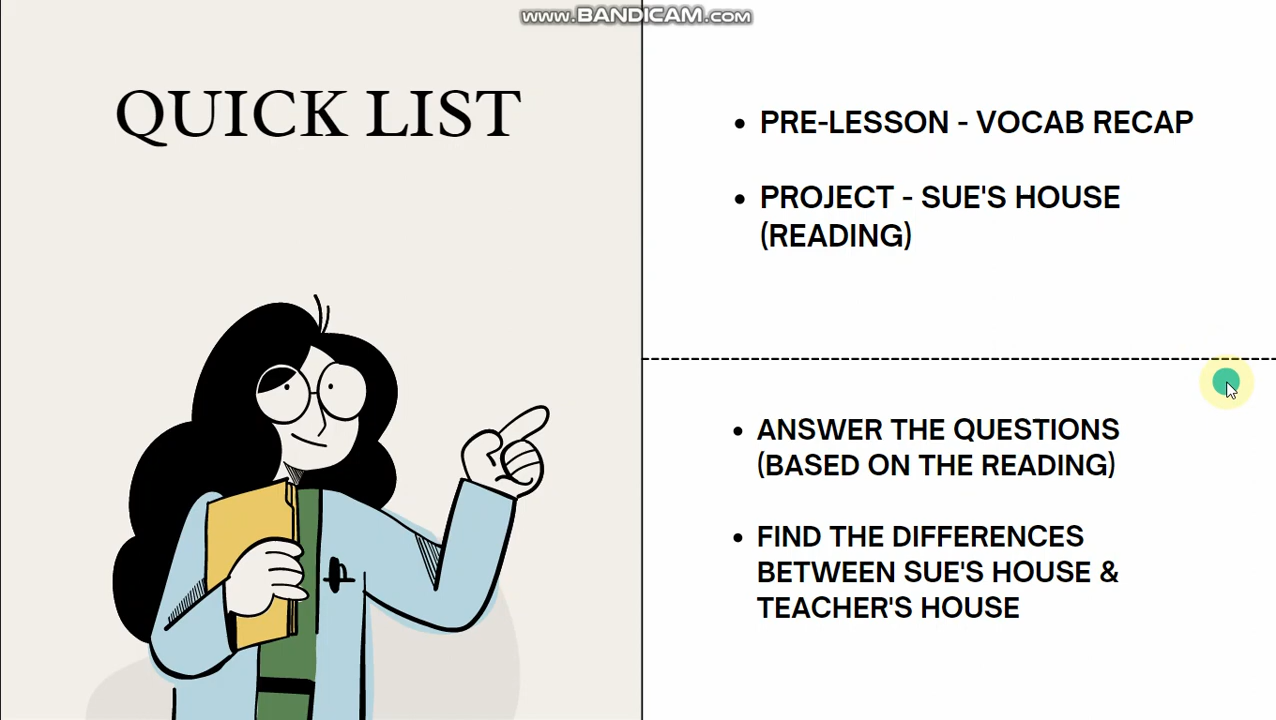 www.BANDICAM.com
QUICK LIST
• PRE-LESSON - VOCAB RECAP
• PROJECT - SUE'S HOUSE
(READING)
• ANSWER THE QUESTIONS
(BASED ON THE READING)
• FIND THE DIFFERENCES
BETWEEN SUE'S HOUSE &
TEACHER'S HOUSE